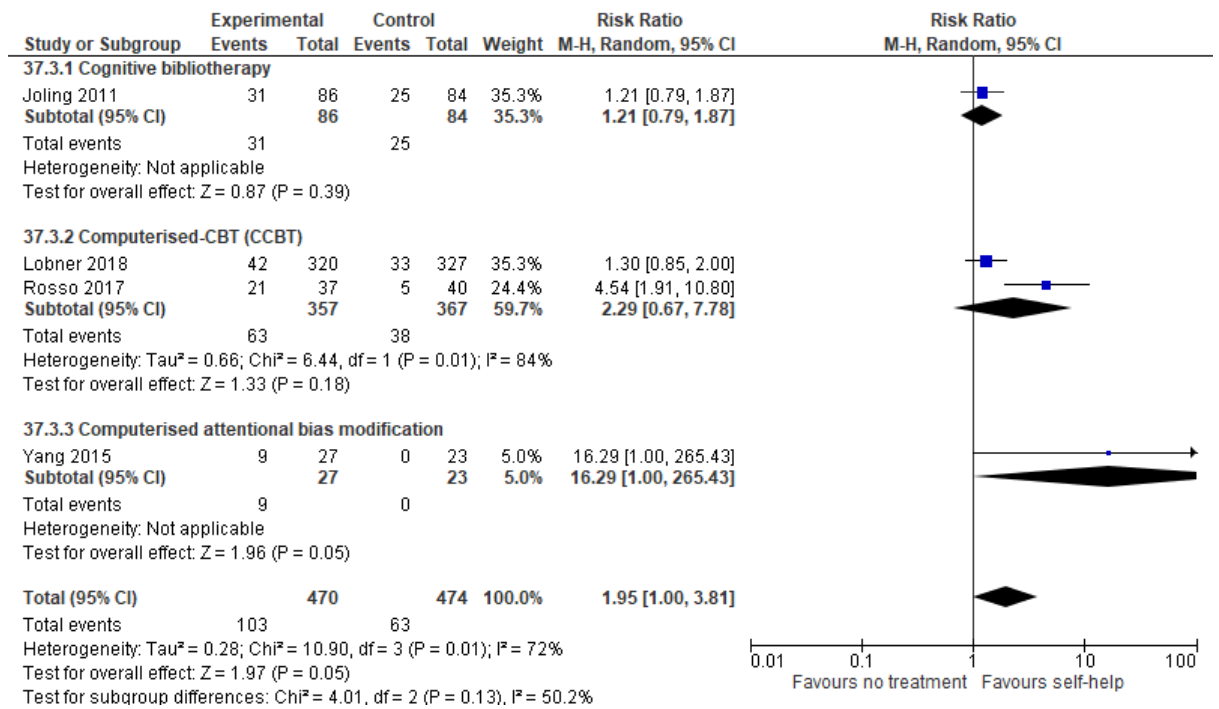 Experimental Control Risk Ratio Risk Ratio
Study or Subgroup Events Total Events Total Weight M-H, Random, 95% CI M-H, Random, 95% CI
37.3.1 Cognitive bibliotherapy
Joling 2011 31 86 25 84 35.3% 1.21 [0.79, 1.87]
Subtotal (95% CI) 86 84 35.3% 1.21 [0.79, 1.87]
Total events 31 25
Heterogeneity: Not applicable
Test for overall effect: Z = 0.87 (P = 0.39)
37.3.2 Computerised-CBT (CCBT)
Lobner 2018 42 320 33 327 35.3% 1.30 [0.85, 2.00]
Rosso 2017 21 37 5 40 24.4% 4.54 [1.91, 10.80]
Subtotal (95% CI) 357 367 59.7% 2.29 [0.67, 7.78]
Total events 63 38
Heterogeneity: Tau² = 0.66; Chi² = 6.44, df = 1 (P = 0.01); I² = 84%
Test for overall effect: Z = 1.33 (P = 0.18)
37.3.3 Computerised attentional bias modification
Yang 2015 9 27 0 23 5.0% 16.29 [1.00, 265.43]
Subtotal (95% CI) 27 23 5.0% 16.29 [1.00, 265.43]
Total events 9 0
Heterogeneity: Not applicable
Test for overall effect: Z = 1.96 (P = 0.05)
Total (95% CI) 470 474 100.0% 1.95 [1.00, 3.81]
Total events 103 63
Heterogeneity: Tau² = 0.28; Chi² = 10.90, df = 3 (P = 0.01); I² = 72%
Test for overall effect: Z = 1.97 (P = 0.05)
Test for subgroup differences: Chi² = 4.01, df = 2 (P = 0.13), I² = 50.2%
0.01 0.1 1 10 100
Favours no treatment Favours self-help